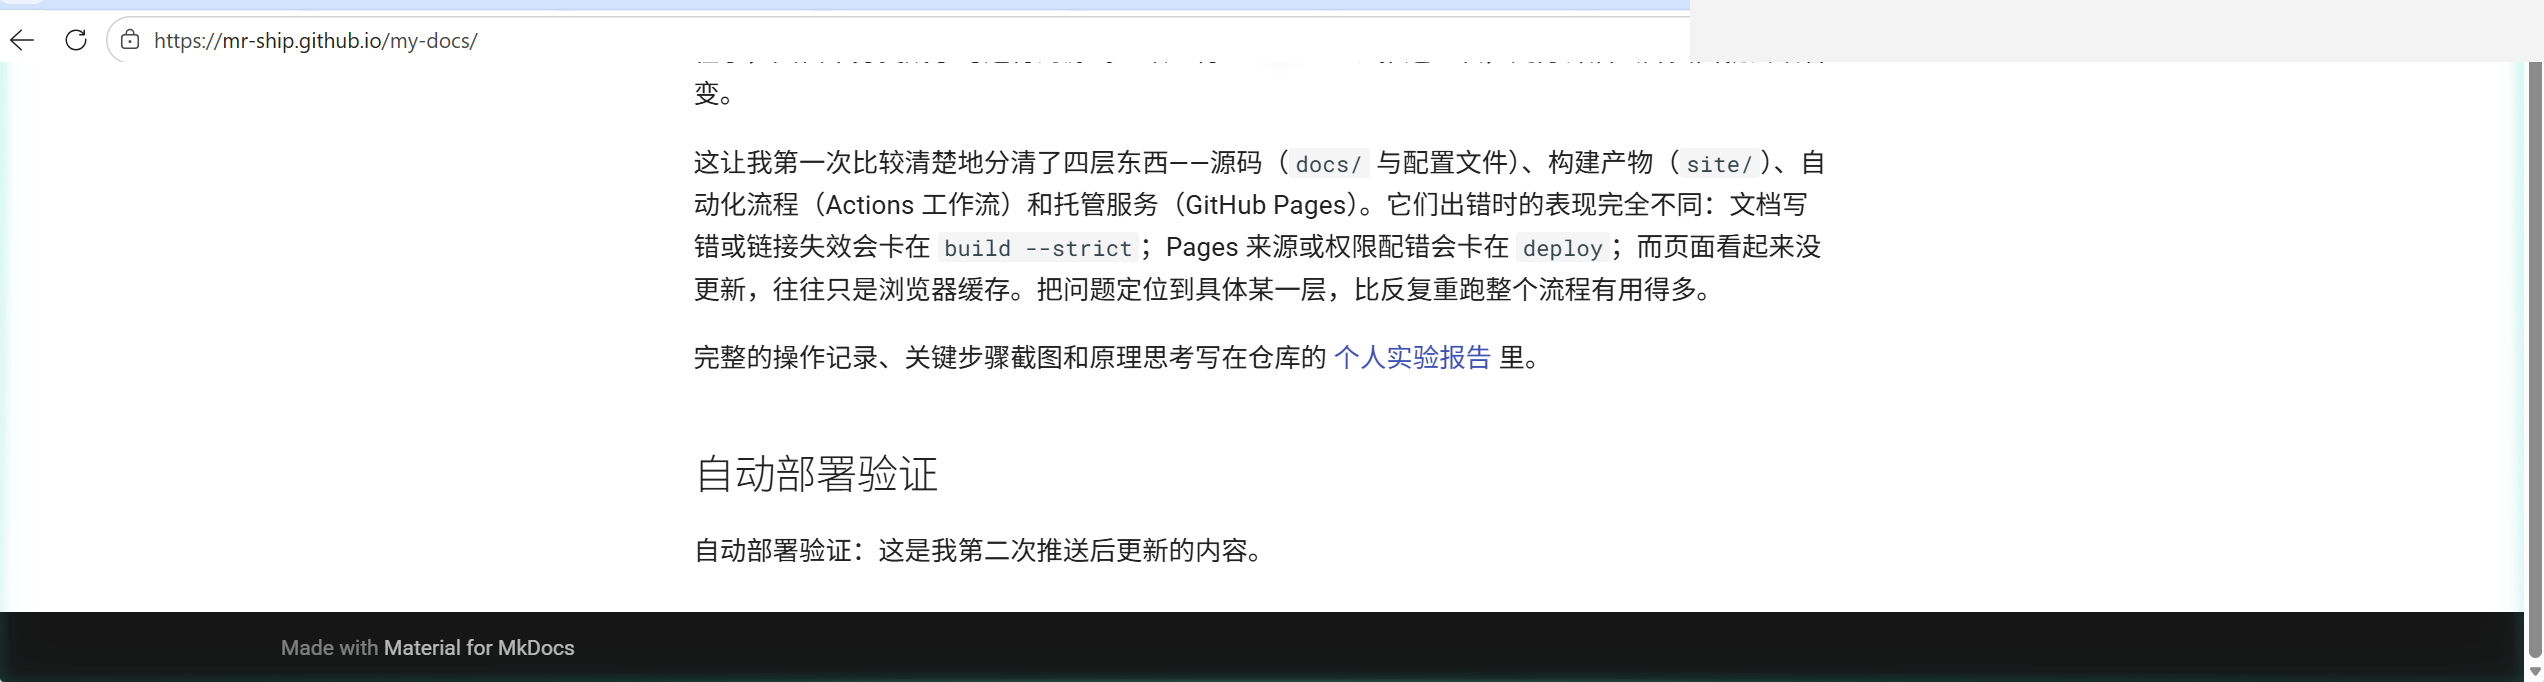 https://mr-ship.github.io/my-docs/
变。
这让我第一次比较清楚地分清了四层东西——源码（docs/ 与配置文件）、构建产物（site/）、自
动化流程（Actions 工作流）和托管服务（GitHub Pages）。它们出错时的表现完全不同：文档写
错或链接失效会卡在 build --strict；Pages 来源或权限配错会卡在 deploy；而页面看起来没
更新，往往只是浏览器缓存。把问题定位到具体某一层，比反复重跑整个流程有用得多。
完整的操作记录、关键步骤截图和原理思考写在仓库的 个人实验报告 里。
自动部署验证
自动部署验证：这是我第二次推送后更新的内容。
Made with Material for MkDocs